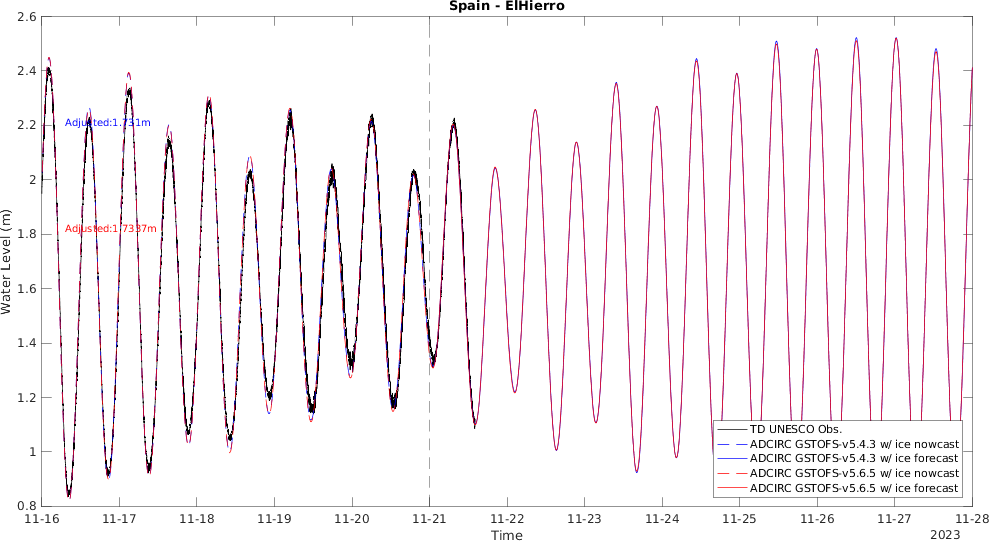 Spain - ElHierro
2.6
2.4
2.2
2
1.8
1.6
1.4
1.2
1
0.8
Water Level (m)
Adjusted:1.731m
Adjusted:1.7337m
TD UNESCO Obs.
ADCIRC GSTOFS-v5.4.3 w/ ice nowcast
ADCIRC GSTOFS-v5.4.3 w/ ice forecast
ADCIRC GSTOFS-v5.6.5 w/ ice nowcast
ADCIRC GSTOFS-v5.6.5 w/ ice forecast
11-16 11-17 11-18 11-19 11-20 11-21 11-22 11-23 11-24 11-25 11-26 11-27 11-28
Time
2023